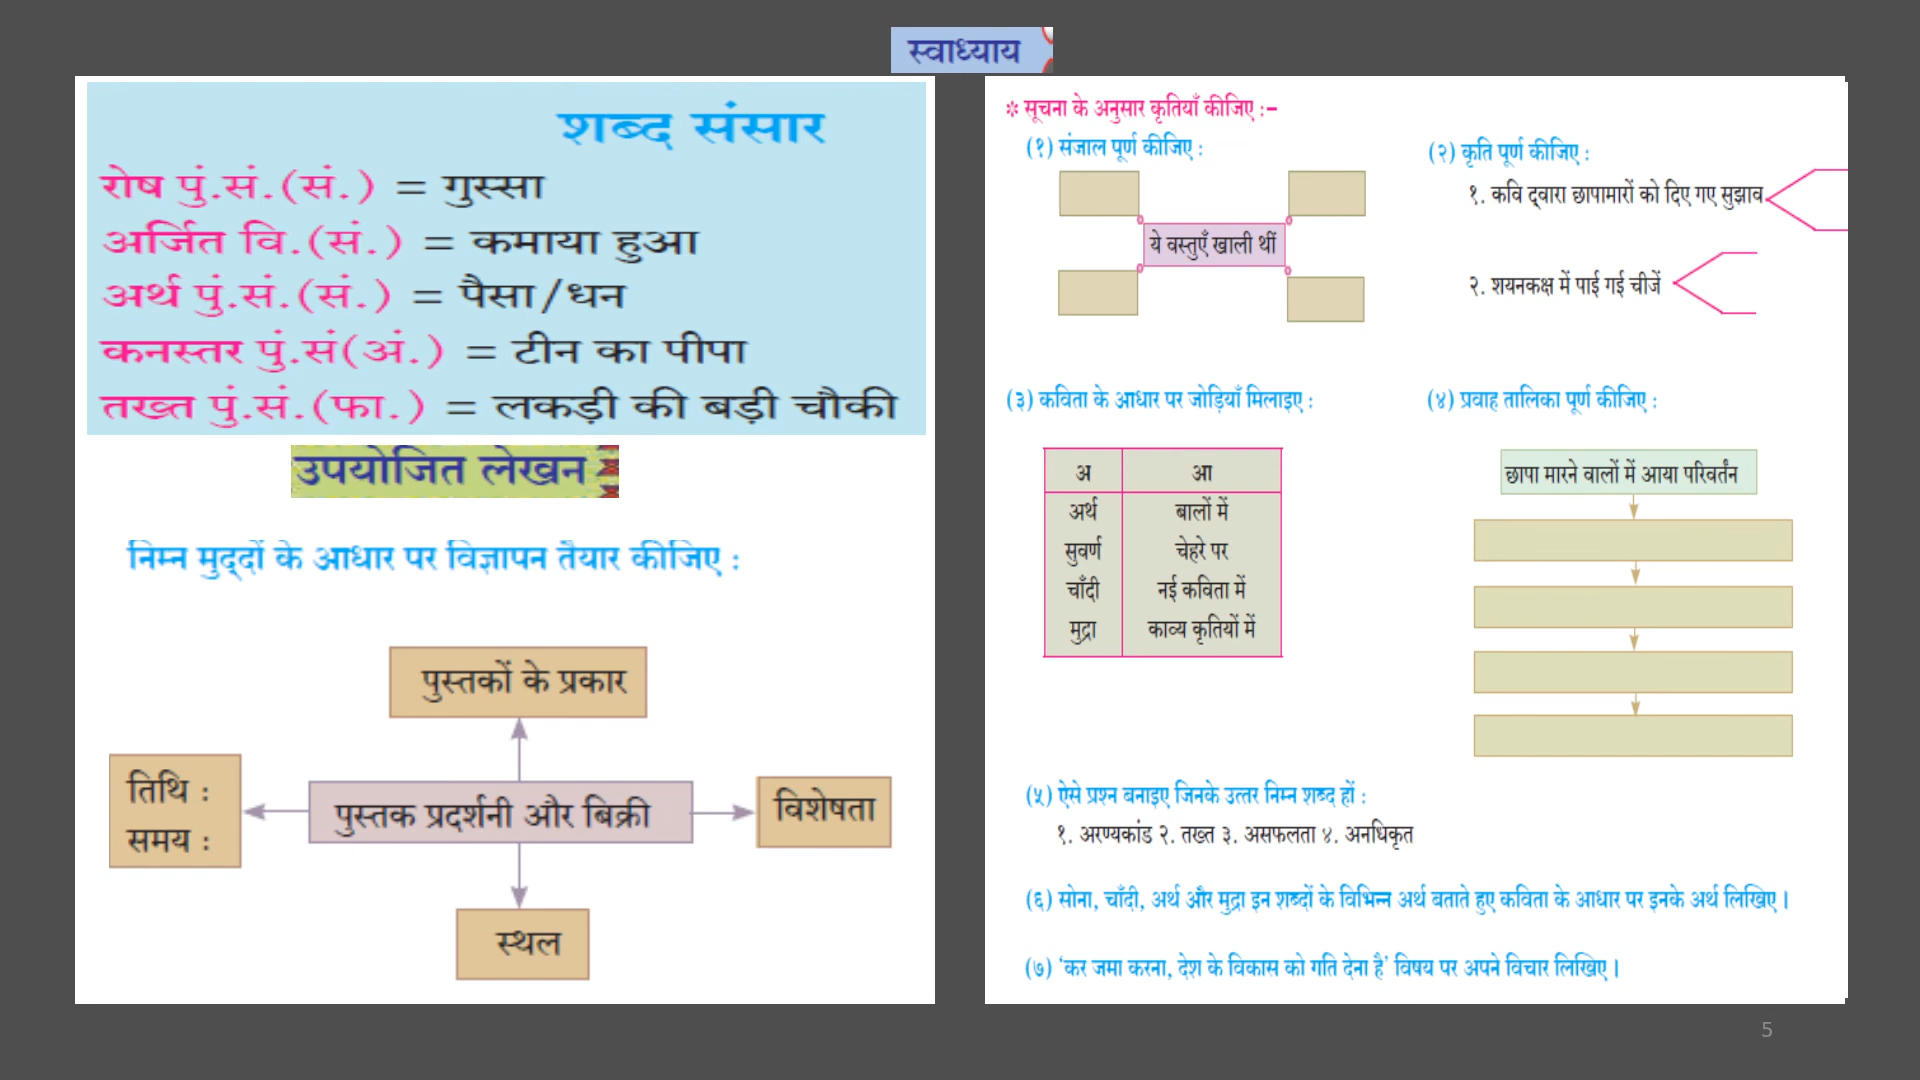 स्वाध्याय
शब्द संसार
रोष पुं.सं.(सं.) = गुस्सा
अर्जित वि.(सं.) = कमाया हुआ
अर्थ पुं.सं.(सं.) = पैसा/धन
कनस्तर पुं.सं(अं.) = टीन का पीपा
तख्त पुं.सं.(फा.) = लकड़ी की बड़ी चौकी
उपयोजित लेखन
निम्न मुद्दों के आधार पर विज्ञापन तैयार कीजिए :
पुस्तकों के प्रकार
तिथि :
समय :
पुस्तक प्रदर्शनी और बिक्री
विशेषता
स्थल
* सूचना के अनुसार कृतियाँ कीजिए :-
(१) संजाल पूर्ण कीजिए :
ये वस्तुएँ खाली थीं
(२) कृति पूर्ण कीजिए :
१. कवि द्वारा छापामारों को दिए गए सुझाव
२. शयनकक्ष में पाई गई चीजें
(३) कविता के आधार पर जोड़ियाँ मिलाइए :
अ आ
अर्थ बालों में
सुवर्ण चेहरे पर
चाँदी नई कविता में
मुद्रा काव्य कृतियों में
(४) प्रवाह तालिका पूर्ण कीजिए :
छापा मारने वालों में आया परिवर्तन
(५) ऐसे प्रश्न बनाइए जिनके उत्तर निम्न शब्द हों :
१. अरण्यकांड २. तख्त ३. असफलता ४. अनधिकृत
(६) सोना, चाँदी, अर्थ और मुद्रा इन शब्दों के विभिन्न अर्थ बताते हुए कविता के आधार पर इनके अर्थ लिखिए ।
(७) ‘कर जमा करना, देश के विकास को गति देना है’ विषय पर अपने विचार लिखिए ।
5